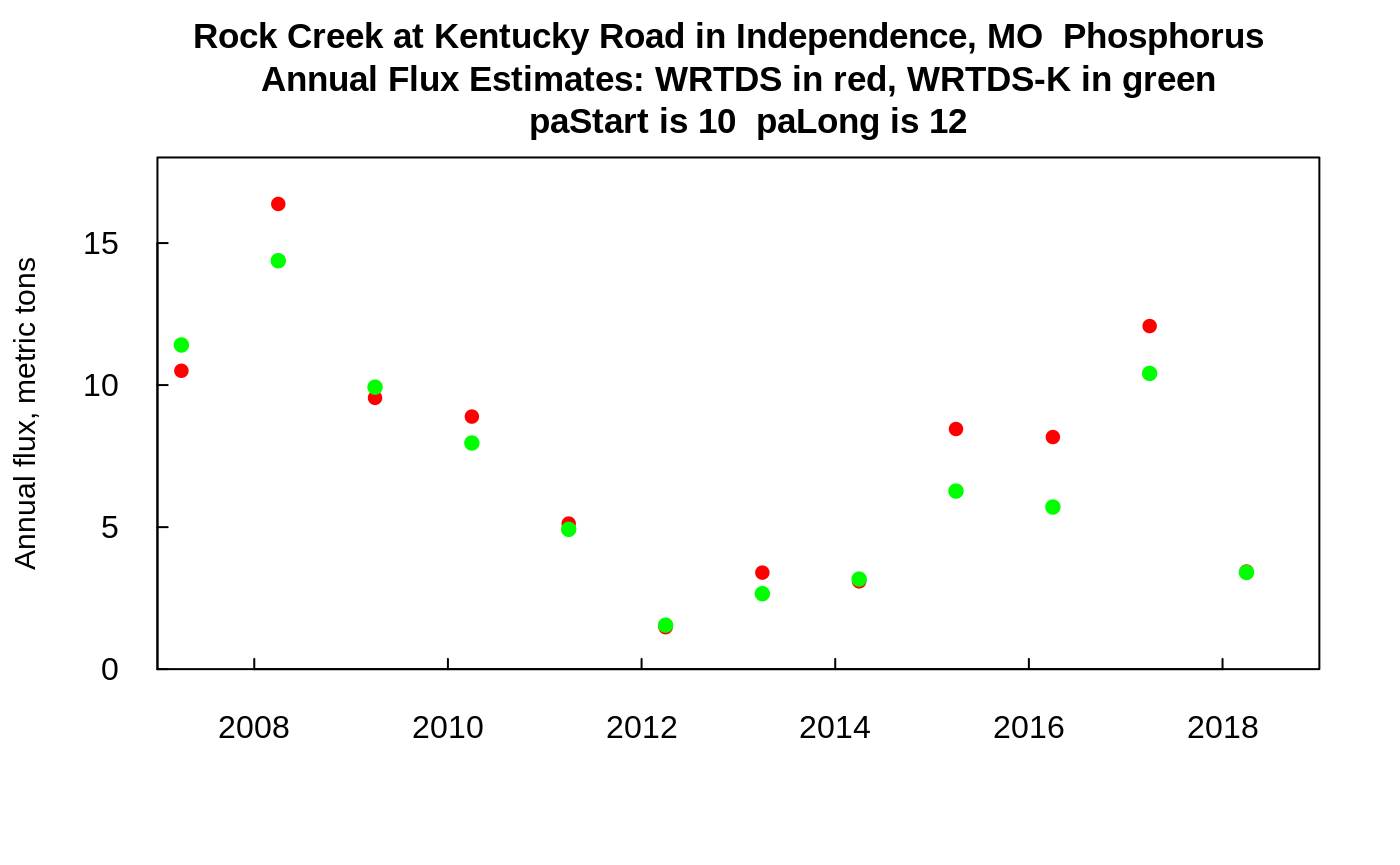 Rock Creek at Kentucky Road in Independence, MO  Phosphorus
Annual Flux Estimates: WRTDS in red, WRTDS-K in green
paStart is 10  paLong is 12
Annual flux, metric tons
15
10
5
0
2008 2010 2012 2014 2016 2018